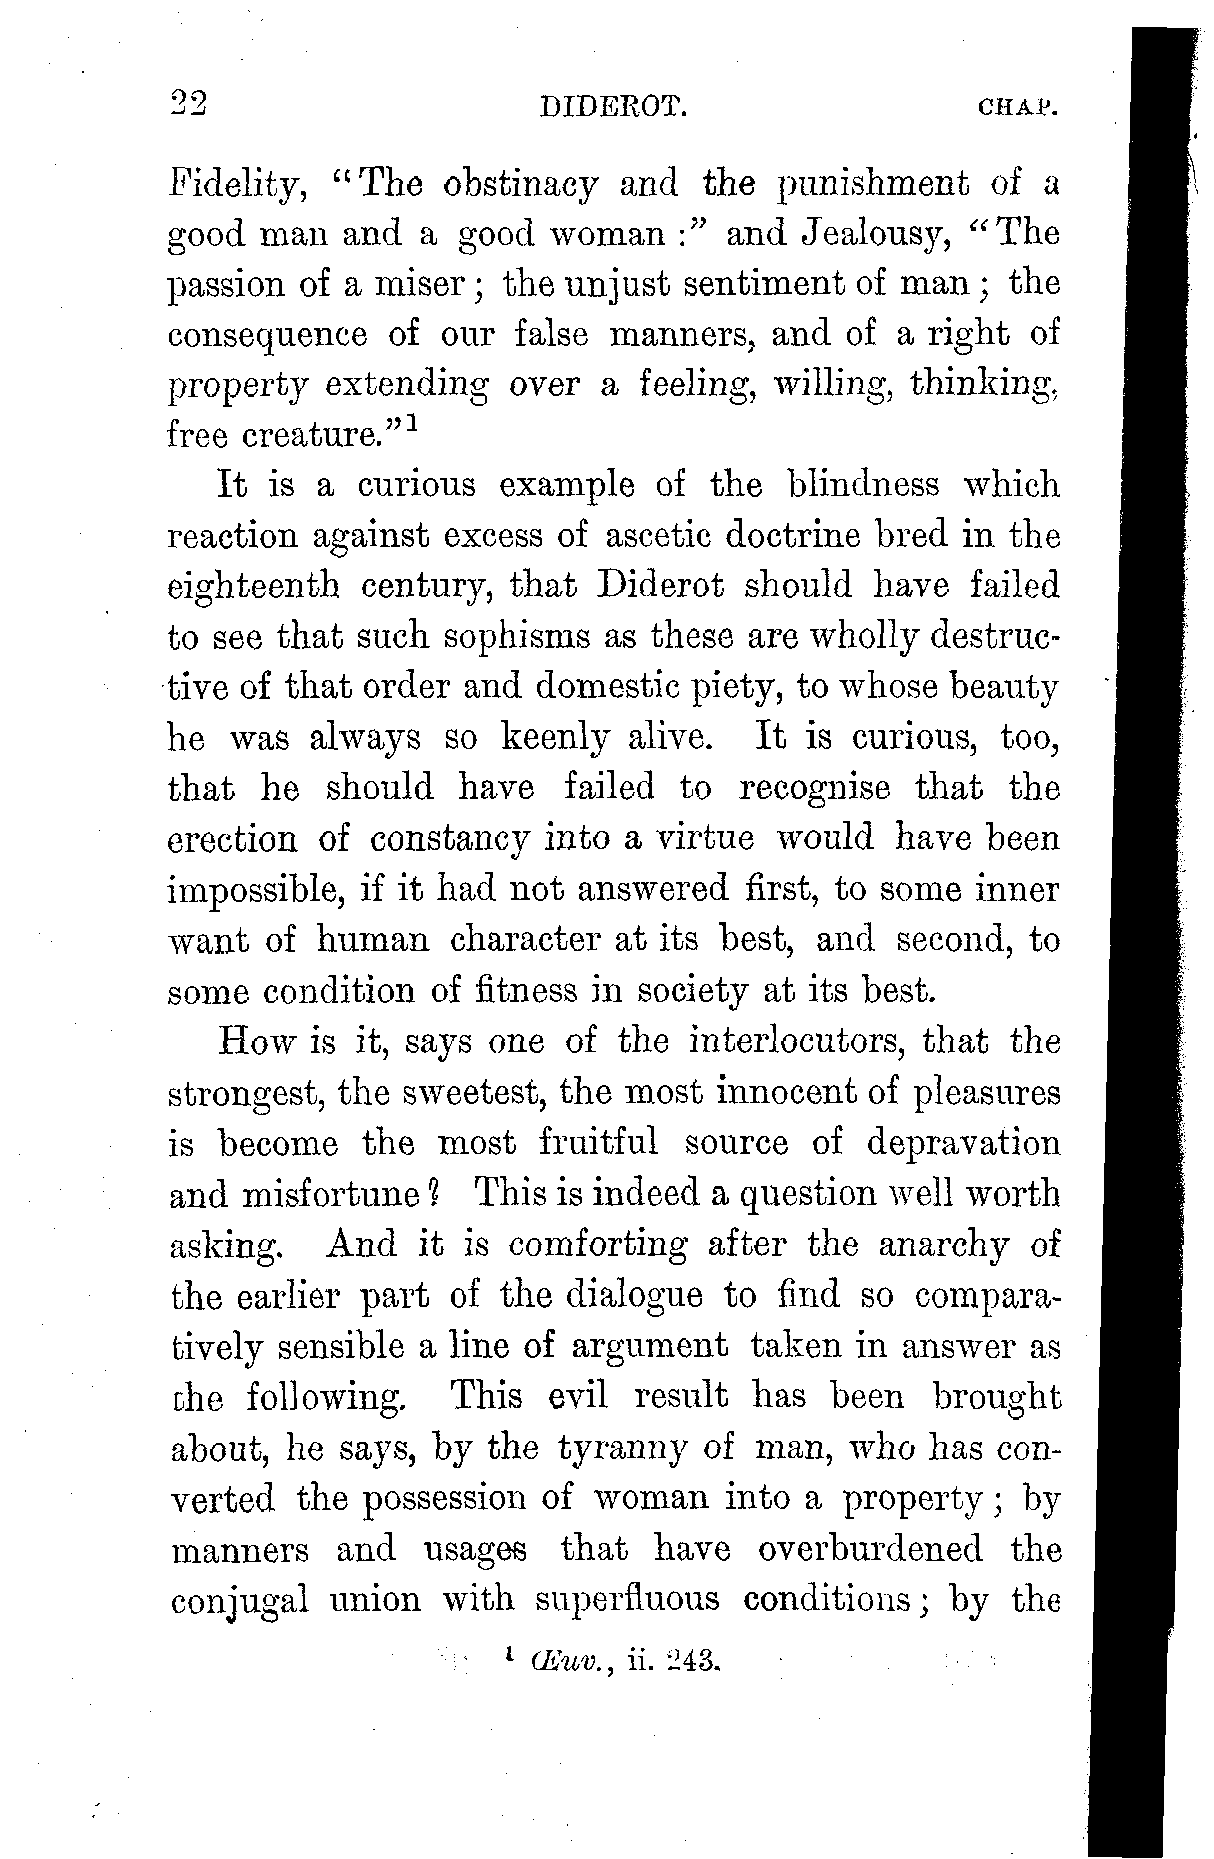 22 DIDEROT. CHAP.
Fidelity, “The obstinacy and the punishment of a
good man and a good woman :” and Jealousy, “The
passion of a miser ; the unjust sentiment of man ; the
consequence of our false manners, and of a right of
property extending over a feeling, willing, thinking,
free creature.”¹
It is a curious example of the blindness which
reaction against excess of ascetic doctrine bred in the
eighteenth century, that Diderot should have failed
to see that such sophisms as these are wholly destruc-
tive of that order and domestic piety, to whose beauty
he was always so keenly alive. It is curious, too,
that he should have failed to recognise that the
erection of constancy into a virtue would have been
impossible, if it had not answered first, to some inner
want of human character at its best, and second, to
some condition of fitness in society at its best.
How is it, says one of the interlocutors, that the
strongest, the sweetest, the most innocent of pleasures
is become the most fruitful source of depravation
and misfortune ? This is indeed a question well worth
asking. And it is comforting after the anarchy of
the earlier part of the dialogue to find so compara-
tively sensible a line of argument taken in answer as
the following. This evil result has been brought
about, he says, by the tyranny of man, who has con-
verted the possession of woman into a property ; by
manners and usages that have overburdened the
conjugal union with superfluous conditions ; by the
¹ Œuv., ii. 243.